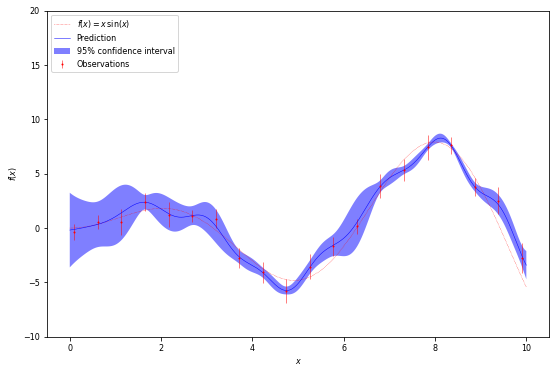 20
15
10
5
0
−5
−10
f(x)
f(x) = x sin(x)
Prediction
95% confidence interval
Observations
0 2 4 6 8 10
x